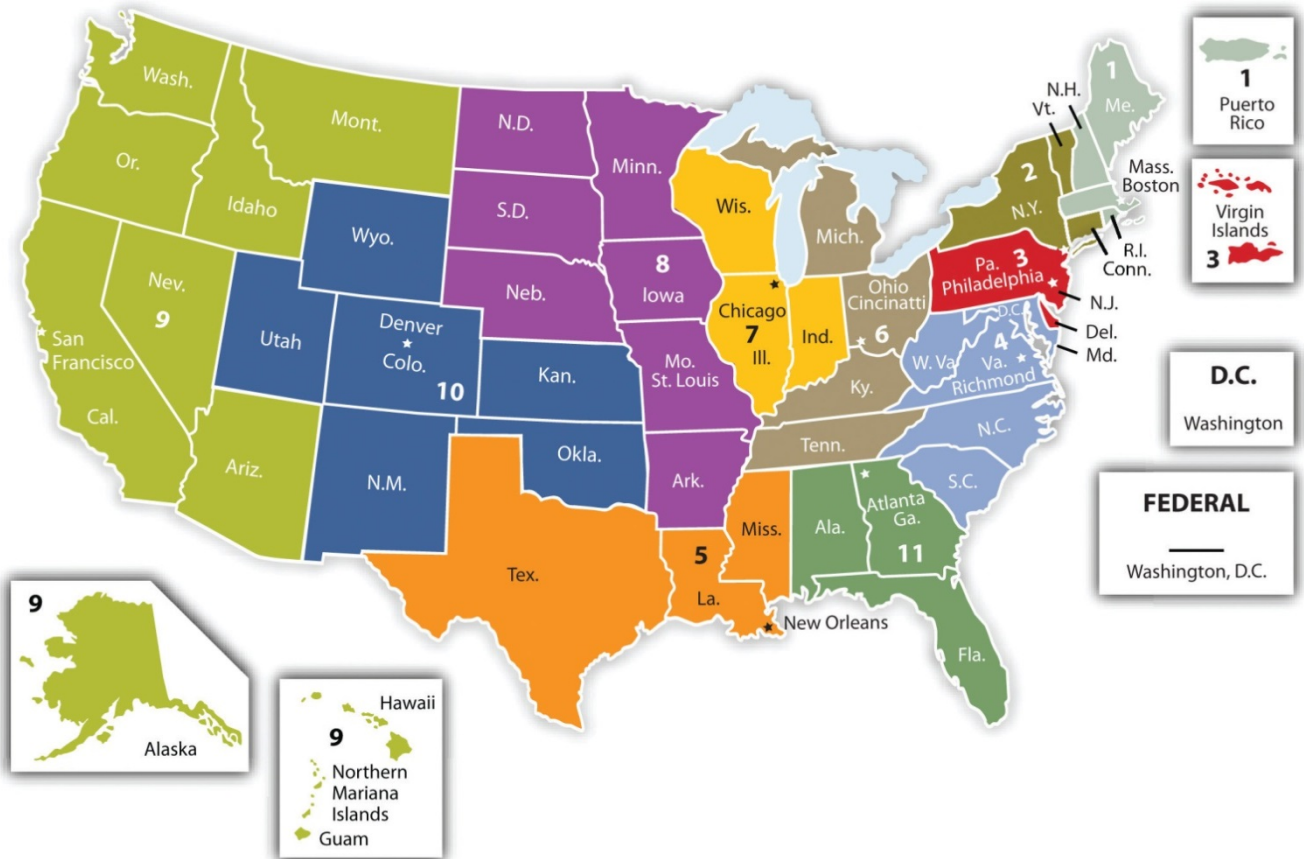 Wash.
Or.
Idaho
Mont.
Wyo.
Nev.
9
San
Francisco
Cal.
Utah
Ariz.
Denver
Colo.
10
N.M.
N.D.
S.D.
Neb.
Kan.
Okla.
Minn.
8
Iowa
Mo.
St. Louis
Ark.
Tex.
5
La.
New Orleans
Miss.
Wis.
Chicago
7
Ill.
Ind.
Mich.
Ohio
Cincinatti
6
Ky.
Tenn.
Ala.
Atlanta
Ga.
11
Fla.
W. Va
4
Va.
Richmond
D.C.
N.C.
S.C.
Pa.
3
Philadelphia
2
N.Y.
Vt.
N.H.
1
Me.
Mass.
Boston
R.I.
Conn.
N.J.
Del.
Md.
1
Puerto
Rico
Virgin
Islands
3
D.C.
Washington
FEDERAL
Washington, D.C.
9
Alaska
Hawaii
9
Northern
Mariana
Islands
Guam